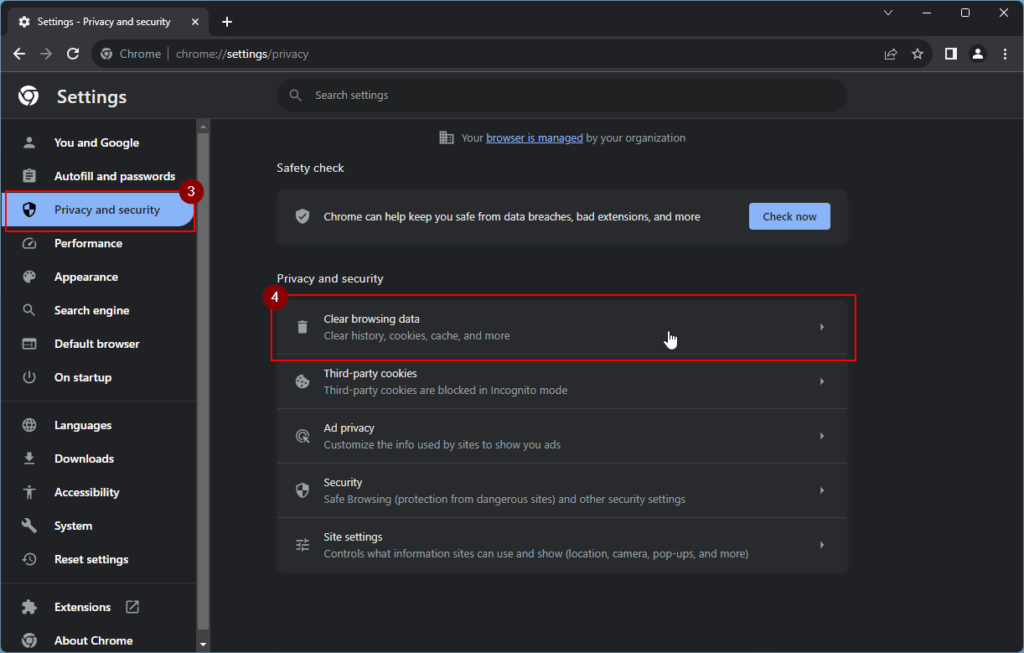 Settings - Privacy and security
Chrome | chrome://settings/privacy
Settings
Search settings
You and Google
Autofill and passwords
3
Privacy and security
Performance
Appearance
Search engine
Default browser
On startup
Languages
Downloads
Accessibility
System
Reset settings
Extensions
About Chrome
Your browser is managed by your organization
Safety check
Chrome can help keep you safe from data breaches, bad extensions, and more
Check now
Privacy and security
4
Clear browsing data
Clear history, cookies, cache, and more
Third-party cookies
Third-party cookies are blocked in Incognito mode
Ad privacy
Customize the info used by sites to show you ads
Security
Safe Browsing (protection from dangerous sites) and other security settings
Site settings
Controls what information sites can use and show (location, camera, pop-ups, and more)